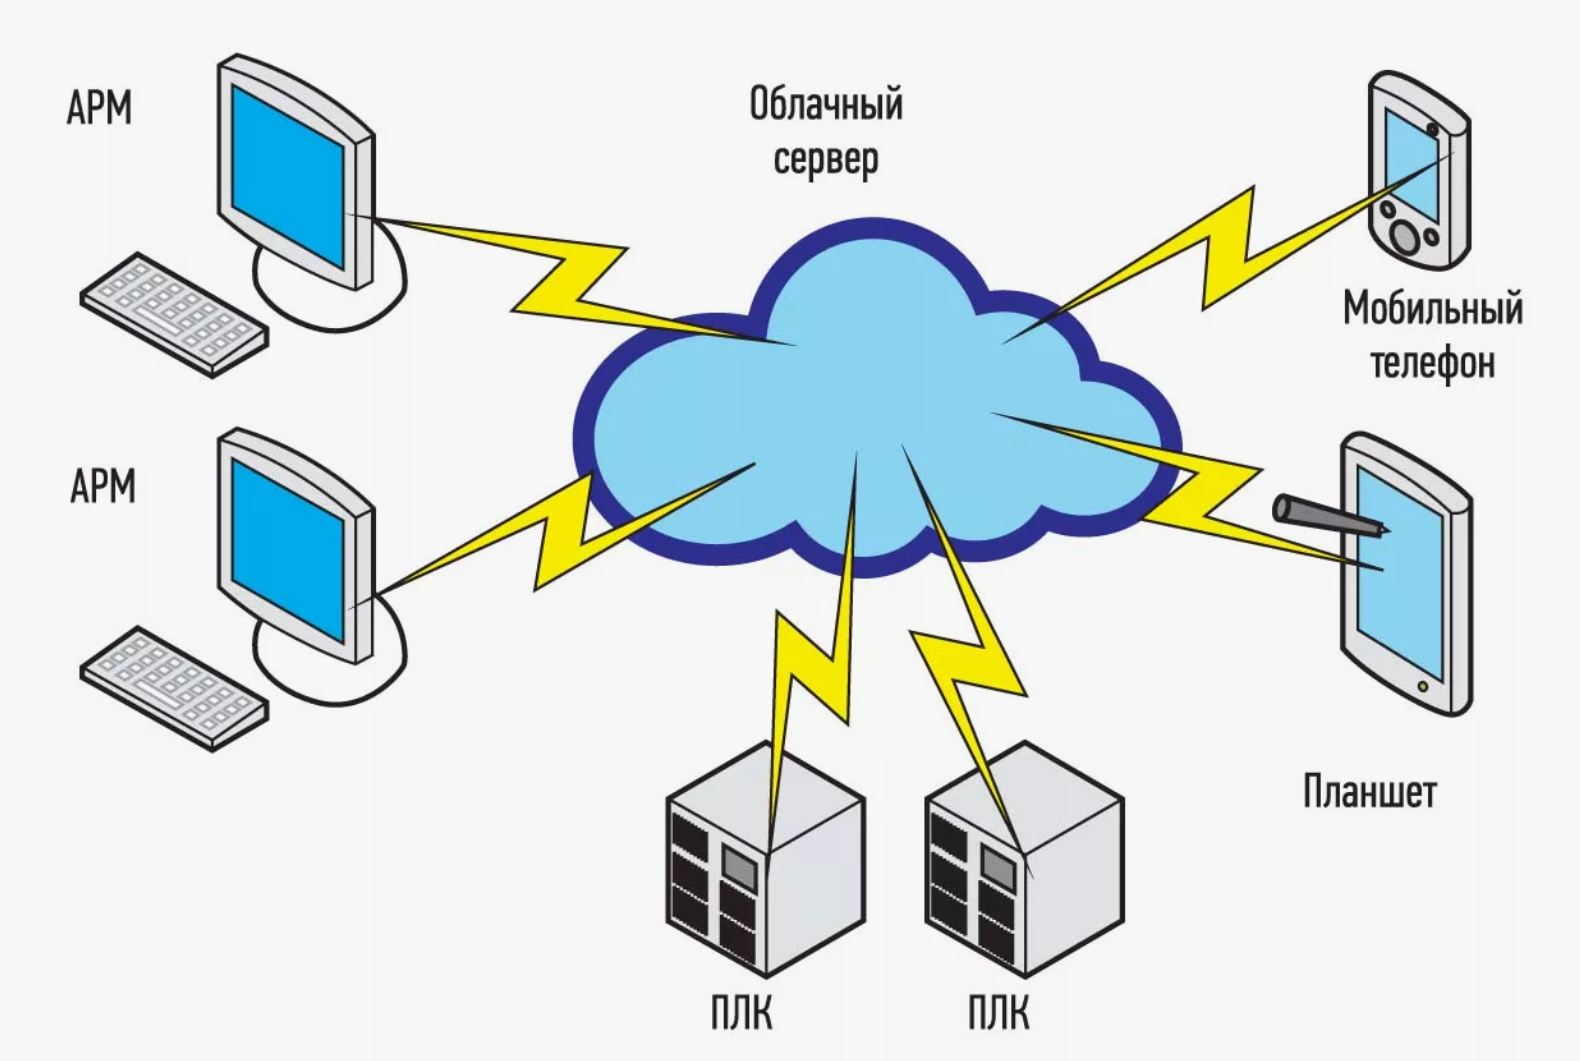 АРМ
Облачный
сервер
Мобильный
телефон
АРМ
Планшет
ПЛК
ПЛК